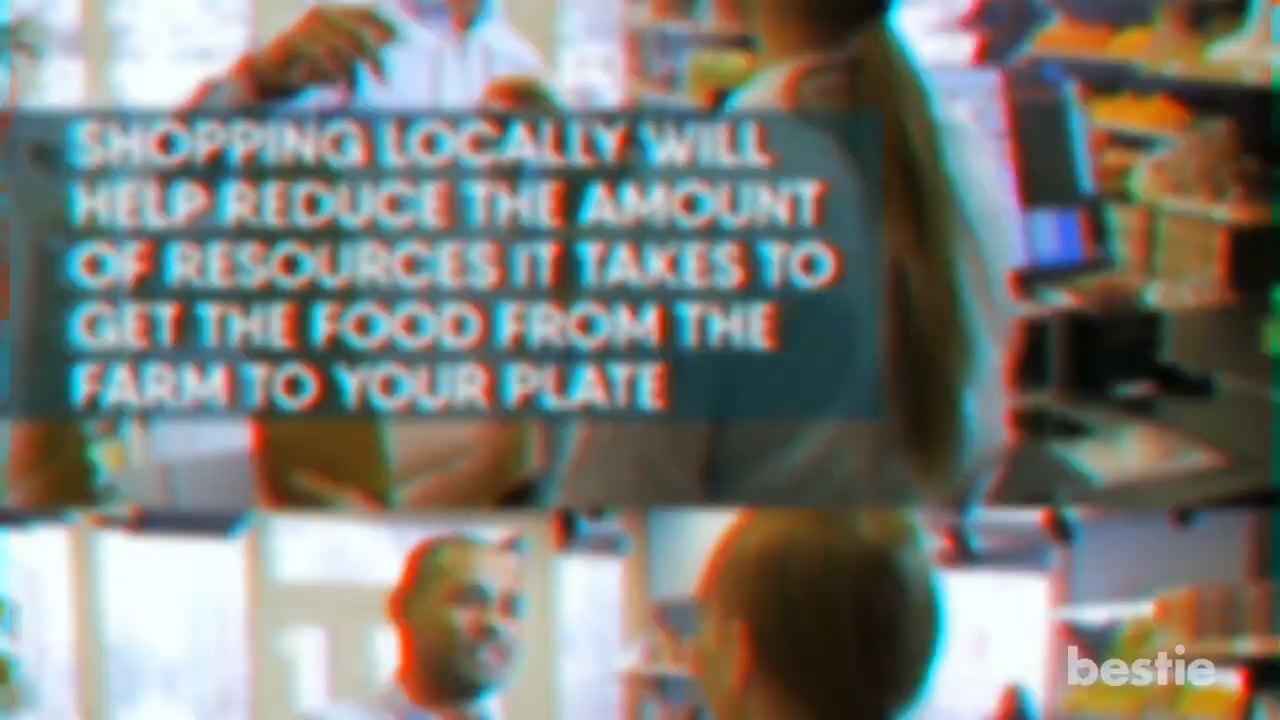 SHOPPING LOCALLY WILL
HELP REDUCE THE AMOUNT
OF RESOURCES IT TAKES TO
GET THE FOOD FROM THE
FARM TO YOUR PLATE
bestie